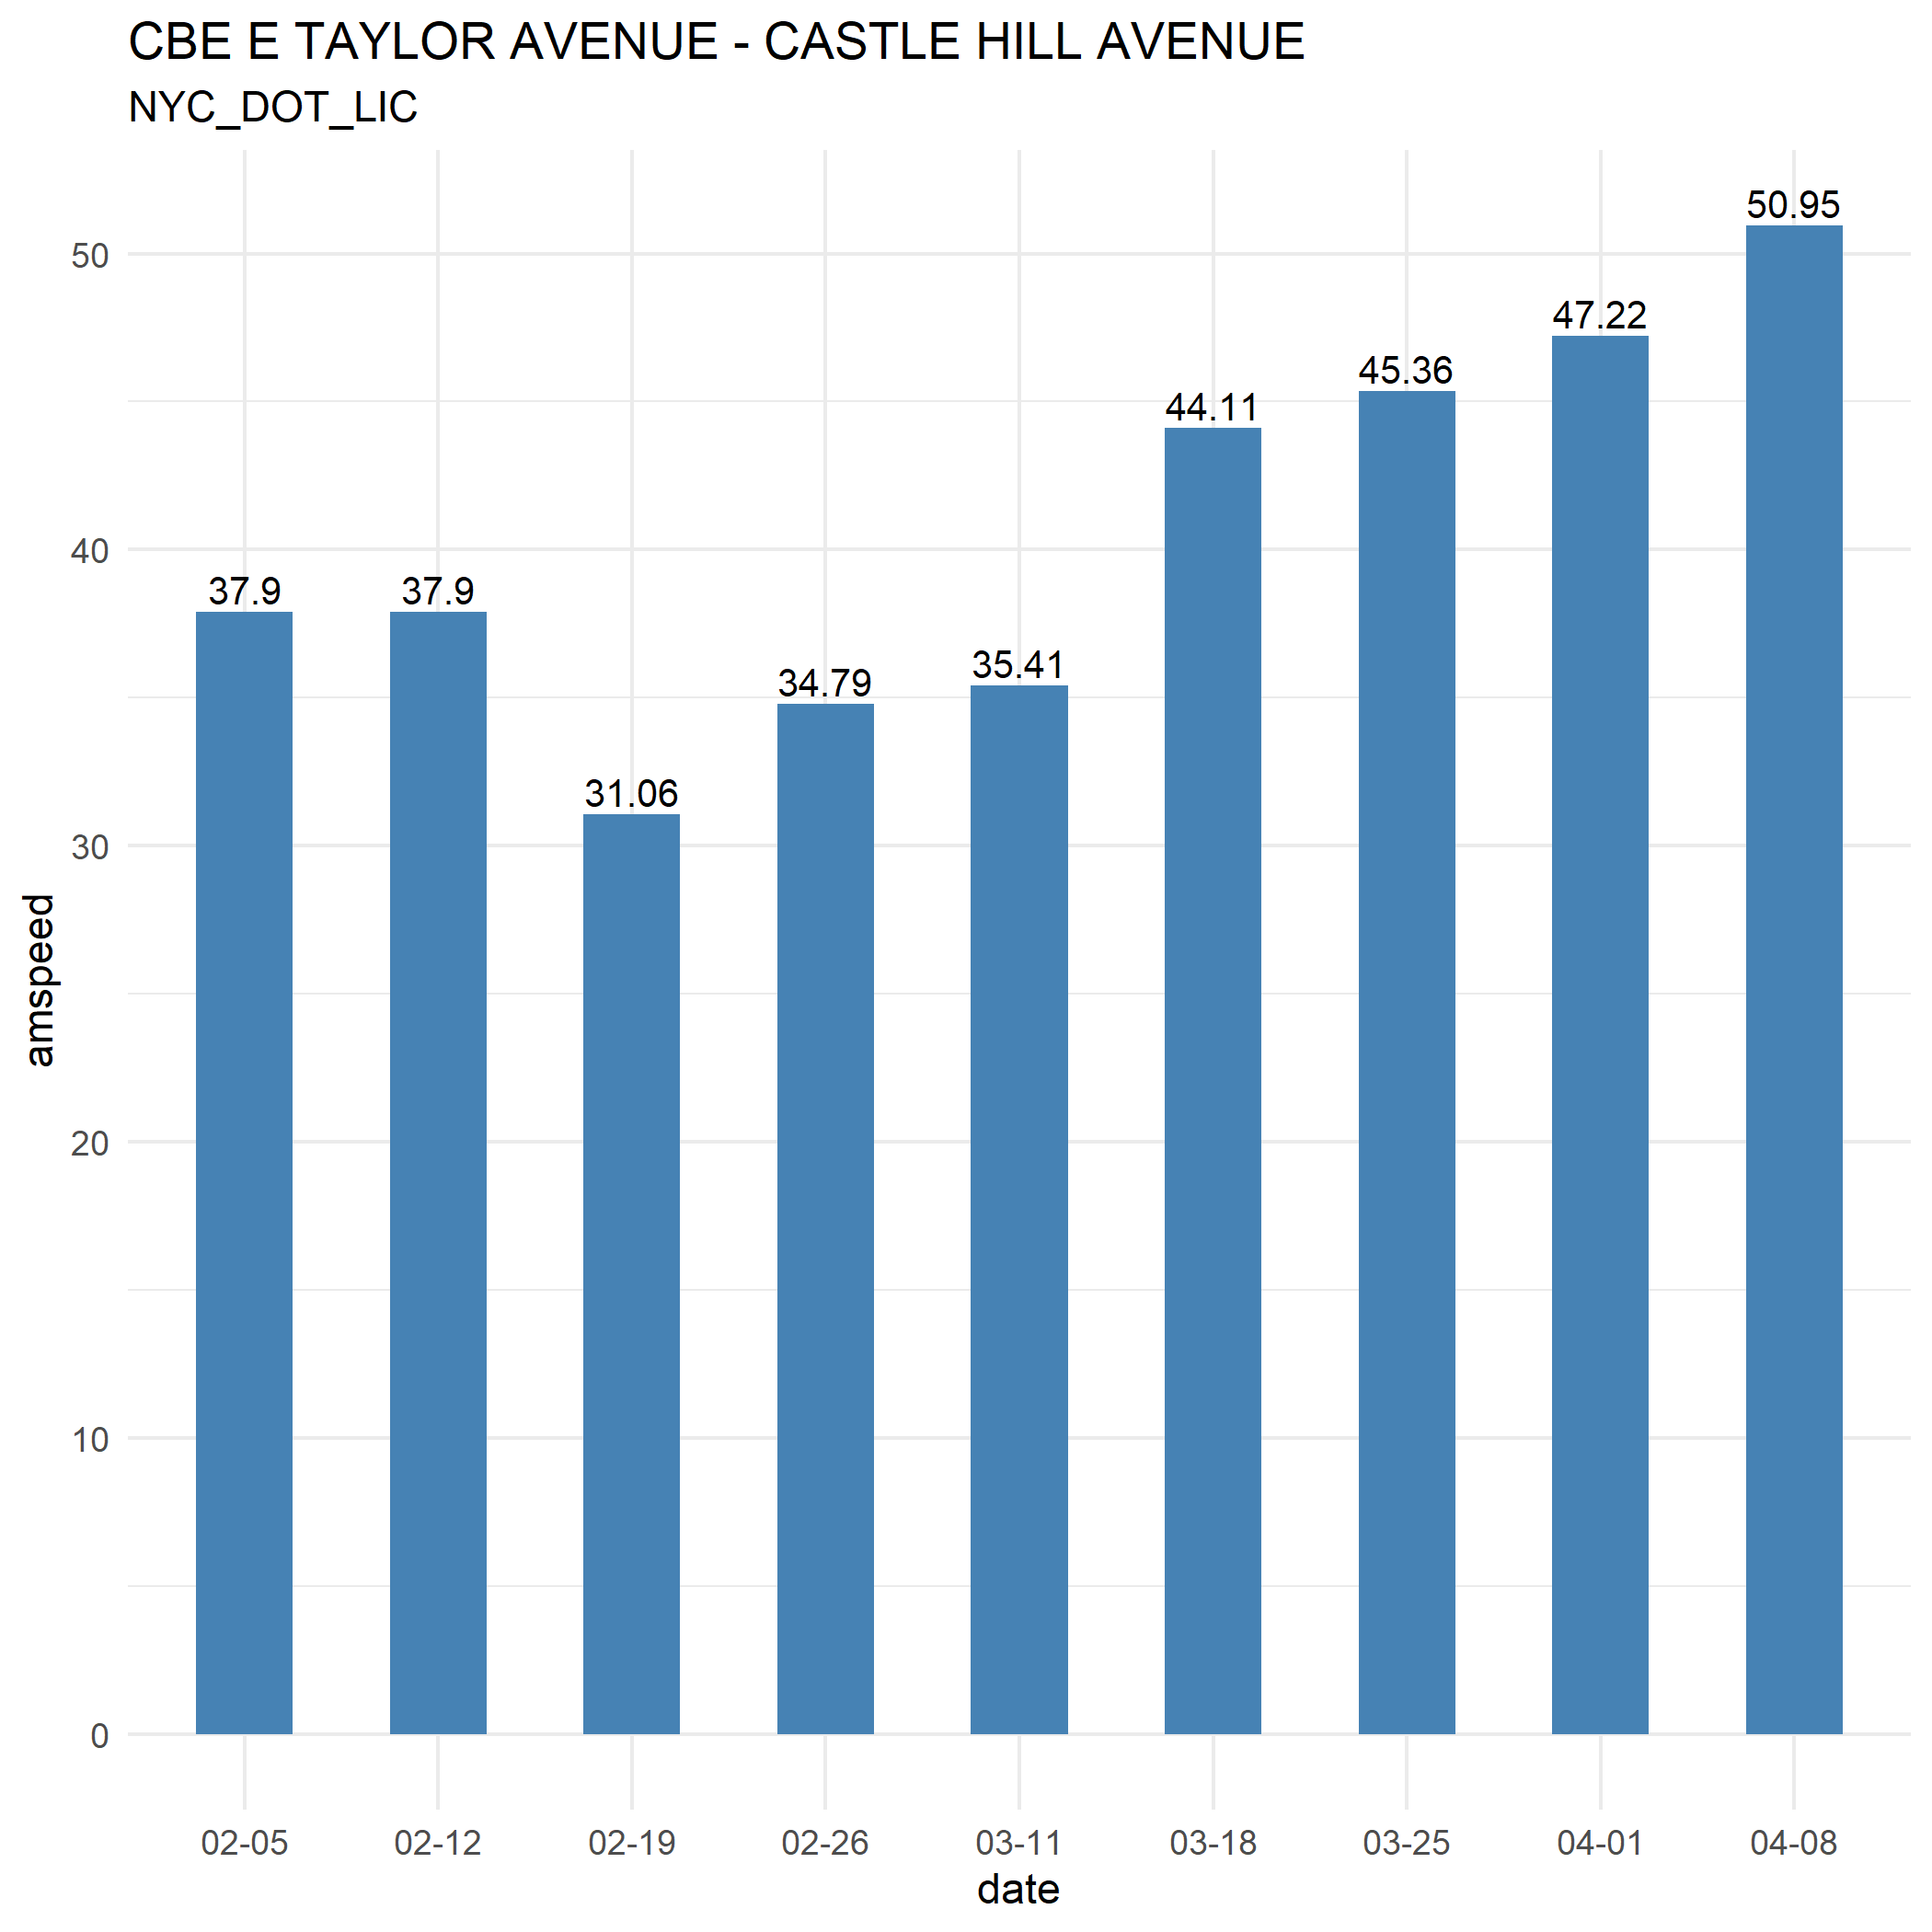 CBE E TAYLOR AVENUE - CASTLE HILL AVENUE
NYC_DOT_LIC
50.95
50
47.22
45.36
44.11
40
37.9 37.9
35.41
34.79
31.06
30
amspeed
20
10
0
02-05 02-12 02-19 02-26 03-11 03-18 03-25 04-01 04-08
date